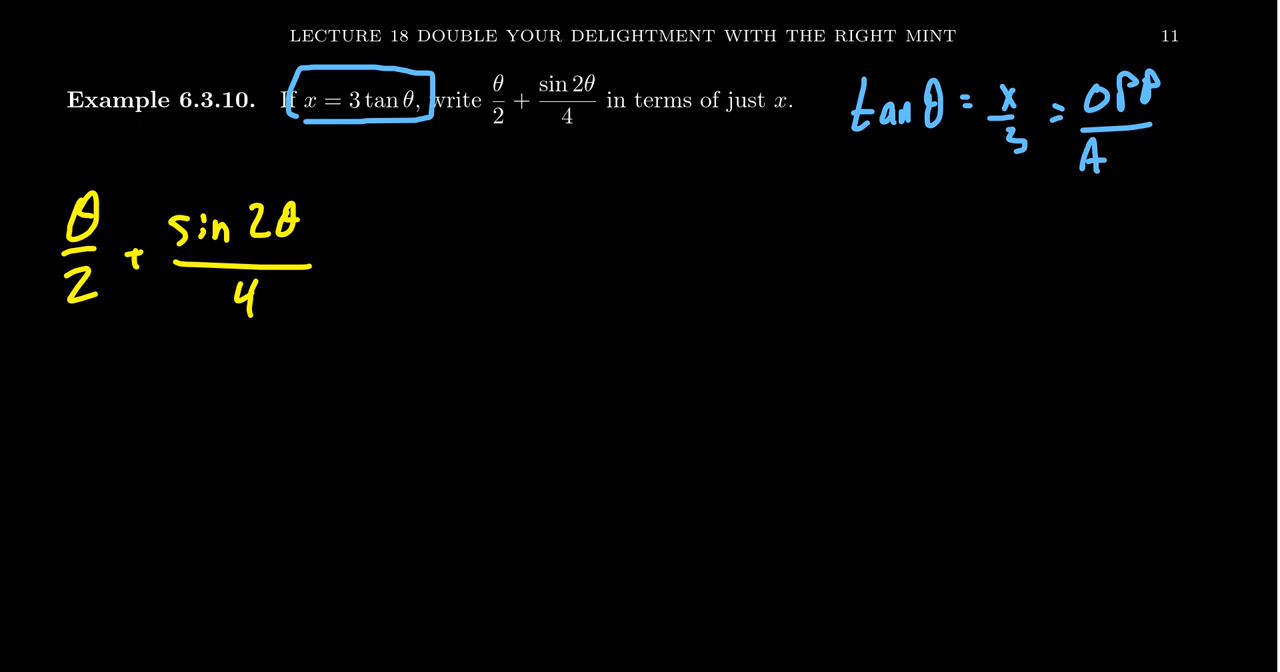 LECTURE 18 DOUBLE YOUR DELIGHTMENT WITH THE RIGHT MINT 11
Example 6.3.10. If x = 3 tan θ, write θ/2 + sin 2θ/4 in terms of just x.
tan θ = x/3 = OPP/A
θ/2 + sin 2θ/4